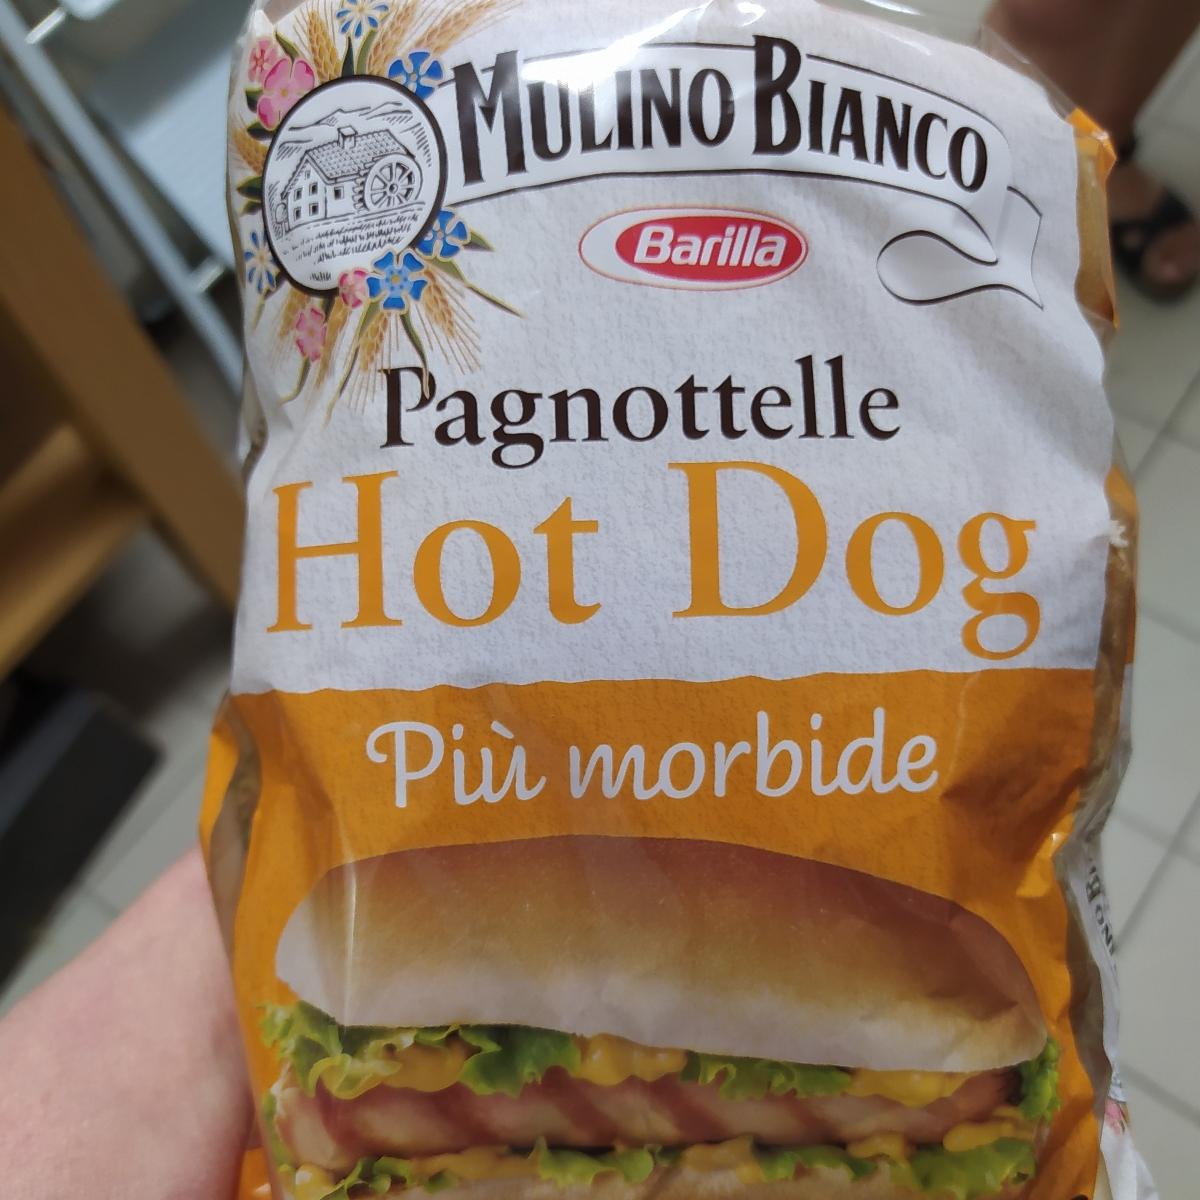 MULINO BIANCO
Barilla
Pagnottelle
Hot Dog
Più morbide